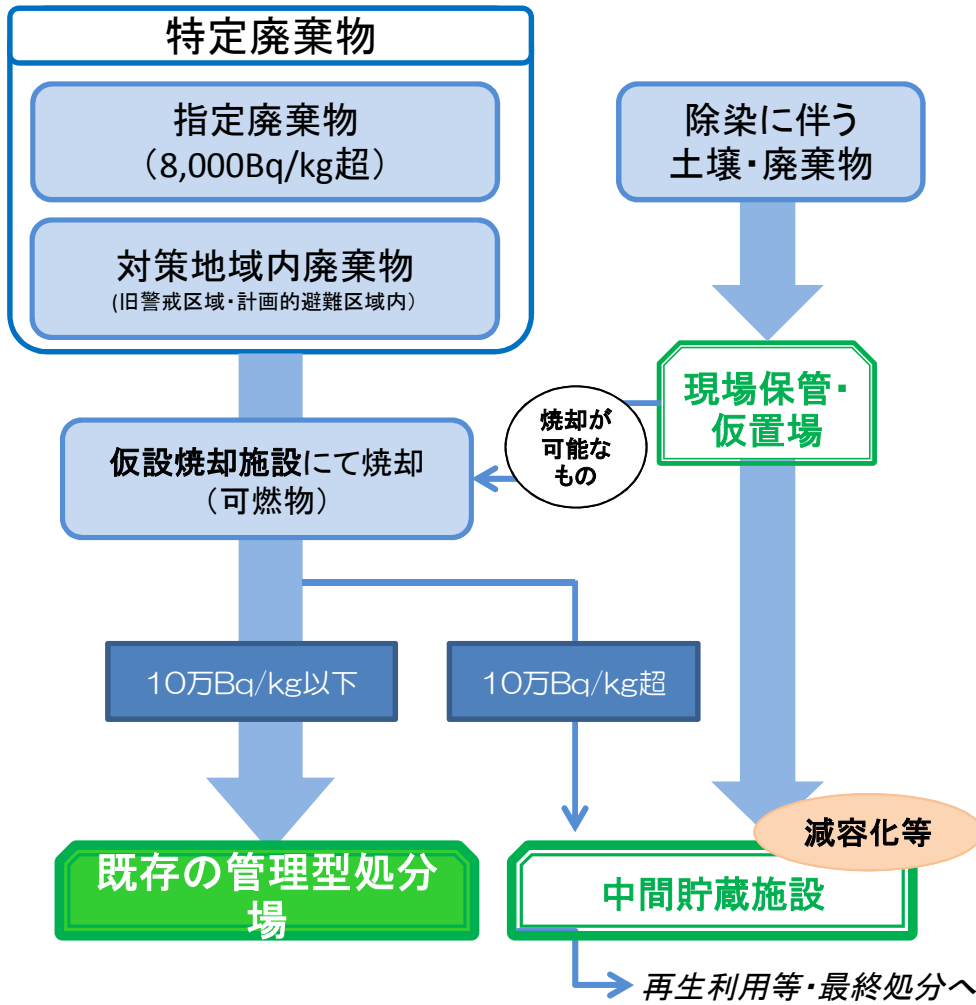 特定廃棄物
指定廃棄物
（8,000Bq/kg超）
対策地域内廃棄物
(旧警戒区域・計画的避難区域内）
除染に伴う
土壌・廃棄物
現場保管・
仮置場
焼却が
可能な
もの
仮設焼却施設にて焼却
（可燃物）
10万Bq/kg以下
10万Bq/kg超
減容化等
既存の管理型処分
場
中間貯蔵施設
再生利用等・最終処分へ